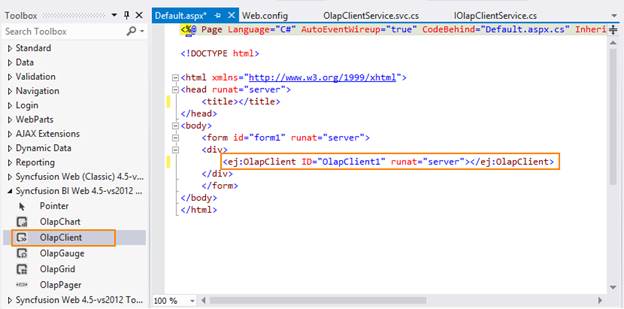 Toolbox
Search Toolbox
Standard
Data
Validation
Navigation
Login
WebParts
AJAX Extensions
Dynamic Data
Reporting
Syncfusion Web (Classic) 4.5-v...
Syncfusion BI Web 4.5-vs2012 ...
Pointer
OlapChart
OlapClient
OlapGauge
OlapGrid
OlapPager
Syncfusion Web 4.5-vs2012 To...
Default.aspx* Web.config OlapClientService.svc.cs IOlapClientService.cs
<%@ Page Language="C#" AutoEventWireup="true" CodeBehind="Default.aspx.cs" Inheri
<!DOCTYPE html>
<html xmlns="http://www.w3.org/1999/xhtml">
<head runat="server">
<title></title>
</head>
<body>
<form id="form1" runat="server">
<div>
<ej:OlapClient ID="OlapClient1" runat="server"></ej:OlapClient>
</div>
</form>
</body>
</html>
100 %